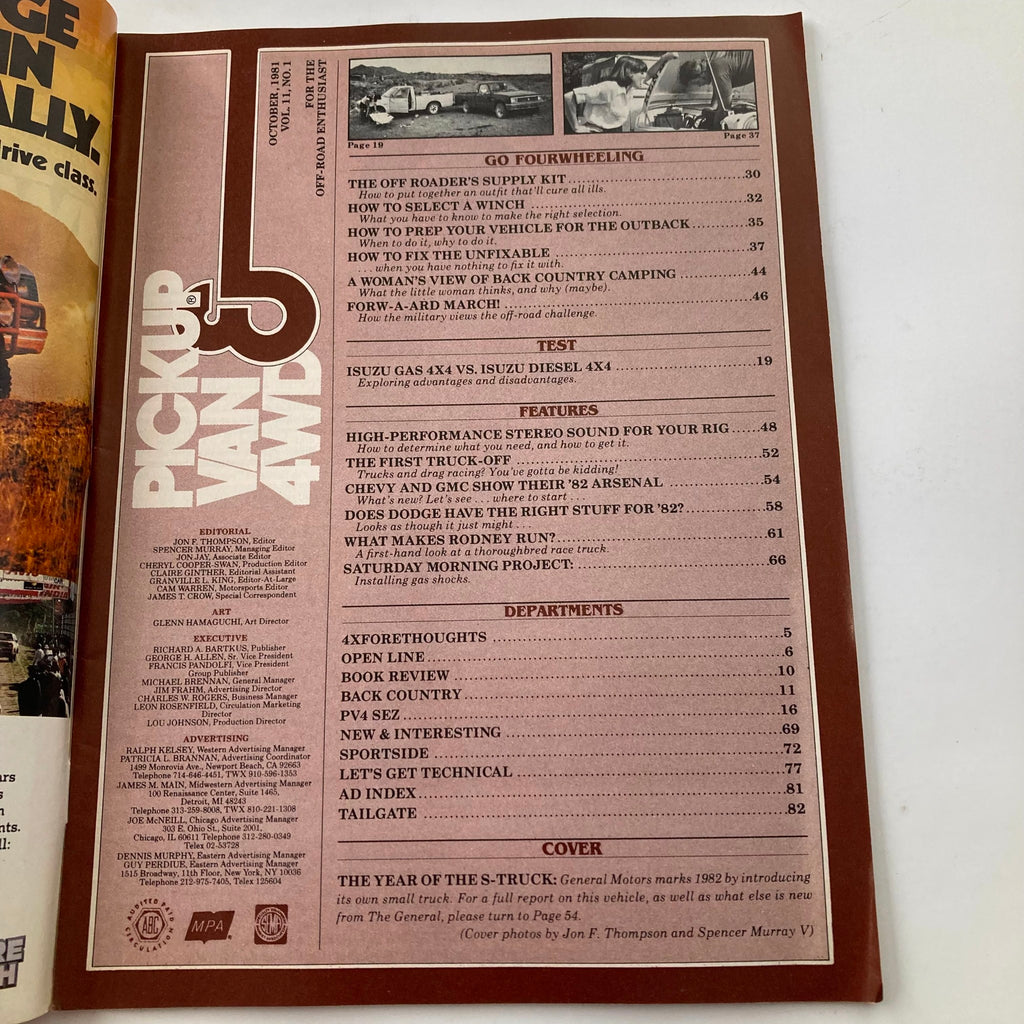 GE
IN
ALLY.
drive class.
ars
s
n
nts.
ll:
RE
H
OCTOBER, 1981
VOL. 11, NO. 1
FOR THE
OFF-ROAD ENTHUSIAST
PICKUP®
VAN
4WD
EDITORIAL
JON F. THOMPSON, Editor
SPENCER MURRAY, Managing Editor
JON JAY, Associate Editor
CHERYL COOPER-SWAN, Production Editor
CLAIRE GINTHER, Editorial Assistant
GRANVILLE L. KING, Editor-At-Large
CAM WARREN, Motorsports Editor
JAMES T. CROW, Special Correspondent
ART
GLENN HAMAGUCHI, Art Director
EXECUTIVE
RICHARD A. BARTKUS, Publisher
GEORGE H. ALLEN, Sr. Vice President
FRANCIS PANDOLFI, Vice President
Group Publisher
MICHAEL BRENNAN, General Manager
JIM FRAHM, Advertising Director
CHARLES W. ROGERS, Business Manager
LEON ROSENFIELD, Circulation Marketing
Director
LOU JOHNSON, Production Director
ADVERTISING
RALPH KELSEY, Western Advertising Manager
PATRICIA L. BRANNAN, Advertising Coordinator
1499 Monrovia Ave., Newport Beach, CA 92663
Telephone 714-646-4451, TWX 910-596-1353
JAMES M. MAIN, Midwestern Advertising Manager
100 Renaissance Center, Suite 1465,
Detroit, MI 48243
Telephone 313-259-8008, TWX 810-221-1308
JOE McNEILL, Chicago Advertising Manager
303 E. Ohio St., Suite 2001,
Chicago, IL 60611 Telephone 312-280-0349
Telex 02-53728
DENNIS MURPHY, Eastern Advertising Manager
GUY PERDIUE, Eastern Advertising Manager
1515 Broadway, 11th Floor, New York, NY 10036
Telephone 212-975-7405, Telex 125604
AUDITED PAID
ABC
CIRCULATION
MPA
Page 19
Page 37
GO FOURWHEELING
THE OFF ROADER'S SUPPLY KIT 30
How to put together an outfit that'll cure all ills.
HOW TO SELECT A WINCH 32
What you have to know to make the right selection.
HOW TO PREP YOUR VEHICLE FOR THE OUTBACK 35
When to do it, why to do it.
HOW TO FIX THE UNFIXABLE 37
. . . when you have nothing to fix it with.
A WOMAN'S VIEW OF BACK COUNTRY CAMPING 44
What the little woman thinks, and why (maybe).
FORW-A-ARD MARCH! 46
How the military views the off-road challenge.
TEST
ISUZU GAS 4X4 VS. ISUZU DIESEL 4X4 19
Exploring advantages and disadvantages.
FEATURES
HIGH-PERFORMANCE STEREO SOUND FOR YOUR RIG 48
How to determine what you need, and how to get it.
THE FIRST TRUCK-OFF 52
Trucks and drag racing? You've gotta be kidding!
CHEVY AND GMC SHOW THEIR '82 ARSENAL 54
What's new? Let's see . . . where to start . . .
DOES DODGE HAVE THE RIGHT STUFF FOR '82? 58
Looks as though it just might . . .
WHAT MAKES RODNEY RUN? 61
A first-hand look at a thoroughbred race truck.
SATURDAY MORNING PROJECT: 66
Installing gas shocks.
DEPARTMENTS
4XFORETHOUGHTS 5
OPEN LINE 6
BOOK REVIEW 10
BACK COUNTRY 11
PV4 SEZ 16
NEW & INTERESTING 69
SPORTSIDE 72
LET'S GET TECHNICAL 77
AD INDEX 81
TAILGATE 82
COVER
THE YEAR OF THE S-TRUCK: General Motors marks 1982 by introducing
its own small truck. For a full report on this vehicle, as well as what else is new
from The General, please turn to Page 54.
(Cover photos by Jon F. Thompson and Spencer Murray V)